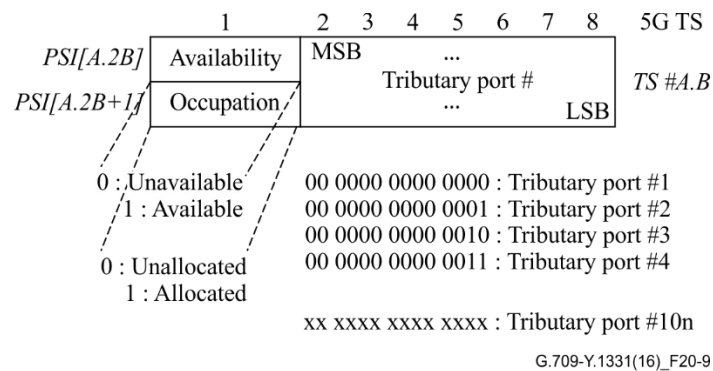 1 2 3 4 5 6 7 8 5G TS
PSI[A.2B] Availability MSB ...
Tributary port # TS #A.B
PSI[A.2B+1] Occupation ... LSB
0 : Unavailable 00 0000 0000 0000 : Tributary port #1
1 : Available 00 0000 0000 0001 : Tributary port #2
00 0000 0000 0010 : Tributary port #3
0 : Unallocated 00 0000 0000 0011 : Tributary port #4
1 : Allocated
xx xxxx xxxx xxxx : Tributary port #10n
G.709-Y.1331(16)_F20-9